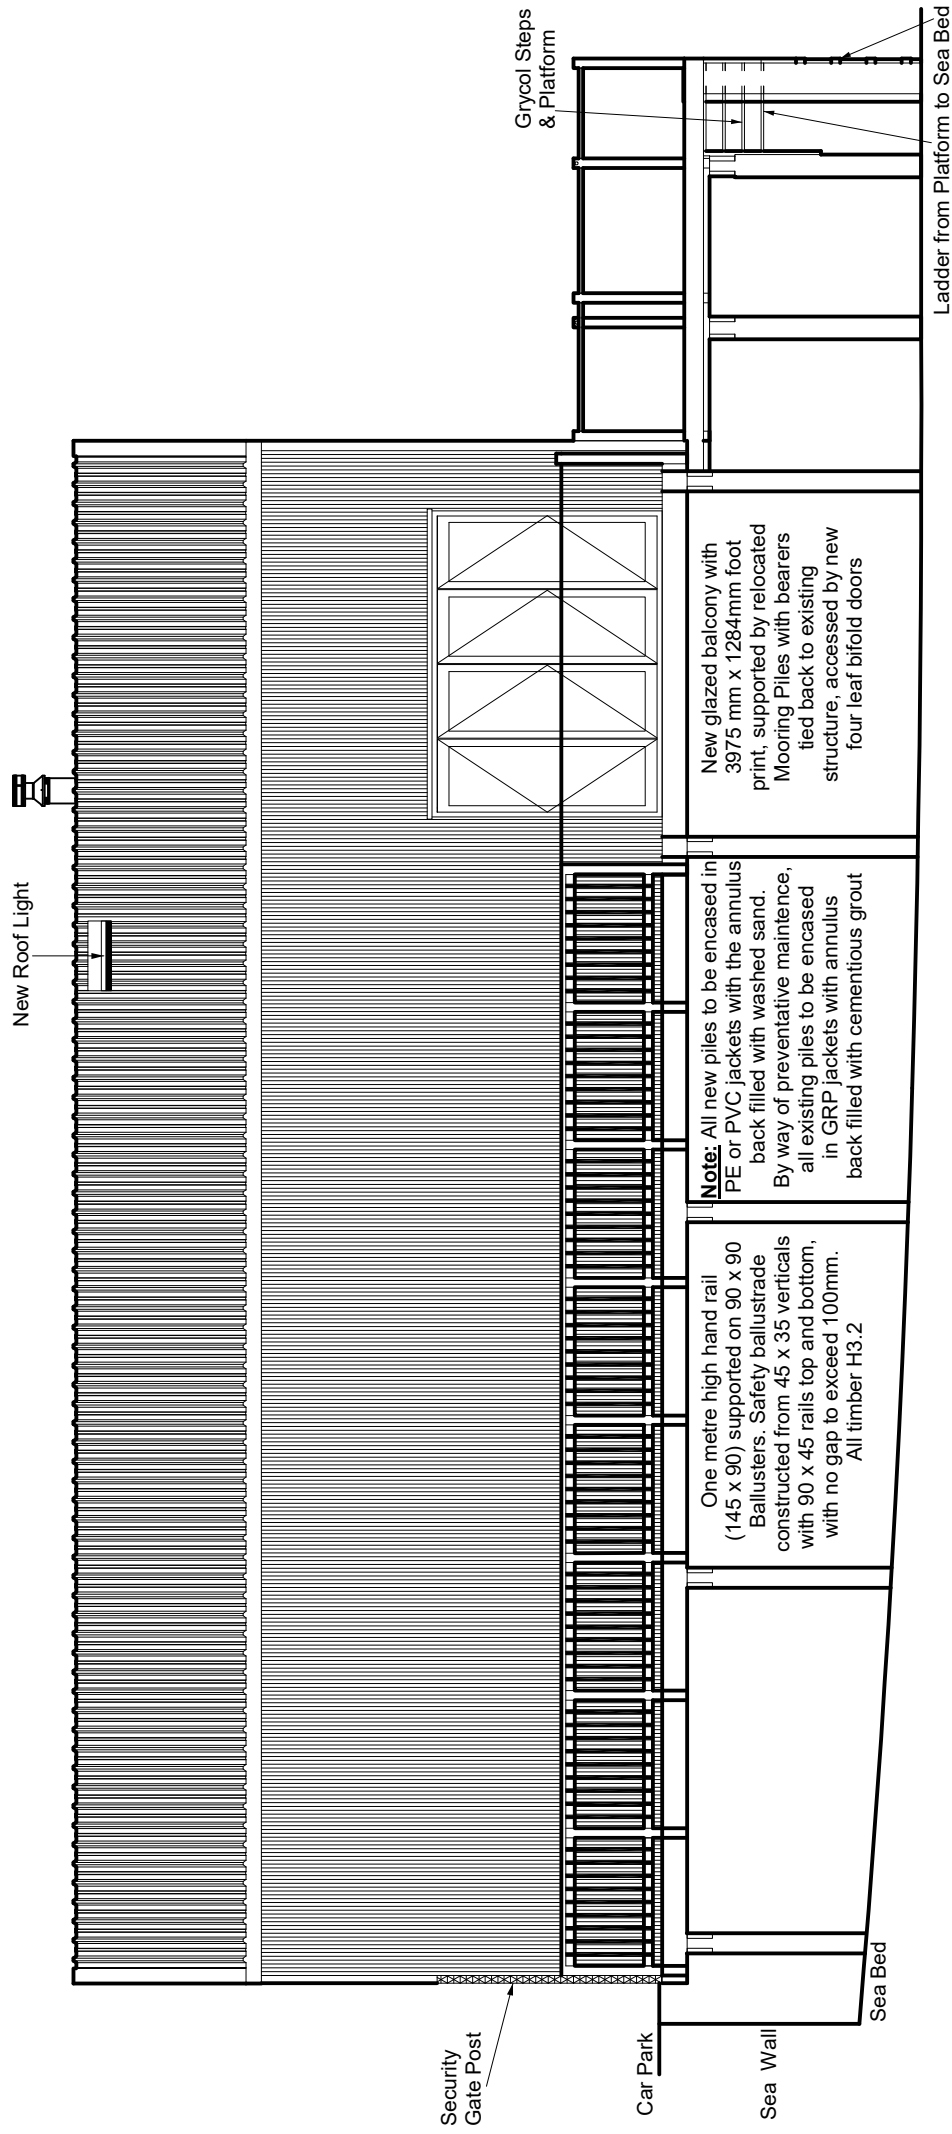 New Roof Light
Grycol Steps
& Platform
Security
Gate Post
Car Park
Sea Wall
Sea Bed
One metre high hand rail
(145 x 90) supported on 90 x 90
Ballusters. Safety ballustrade
constructed from 45 x 35 verticals
with 90 x 45 rails top and bottom,
with no gap to exceed 100mm.
All timber H3.2
Note: All new piles to be encased in
PE or PVC jackets with the annulus
back filled with washed sand.
By way of preventative maintence,
all existing piles to be encased
in GRP jackets with annulus
back filled with cementious grout
New glazed balcony with
3975 mm x 1284mm foot
print, supported by relocated
Mooring Piles with bearers
tied back to existing
structure, accessed by new
four leaf bifold doors
Ladder from Platform to Sea Bed